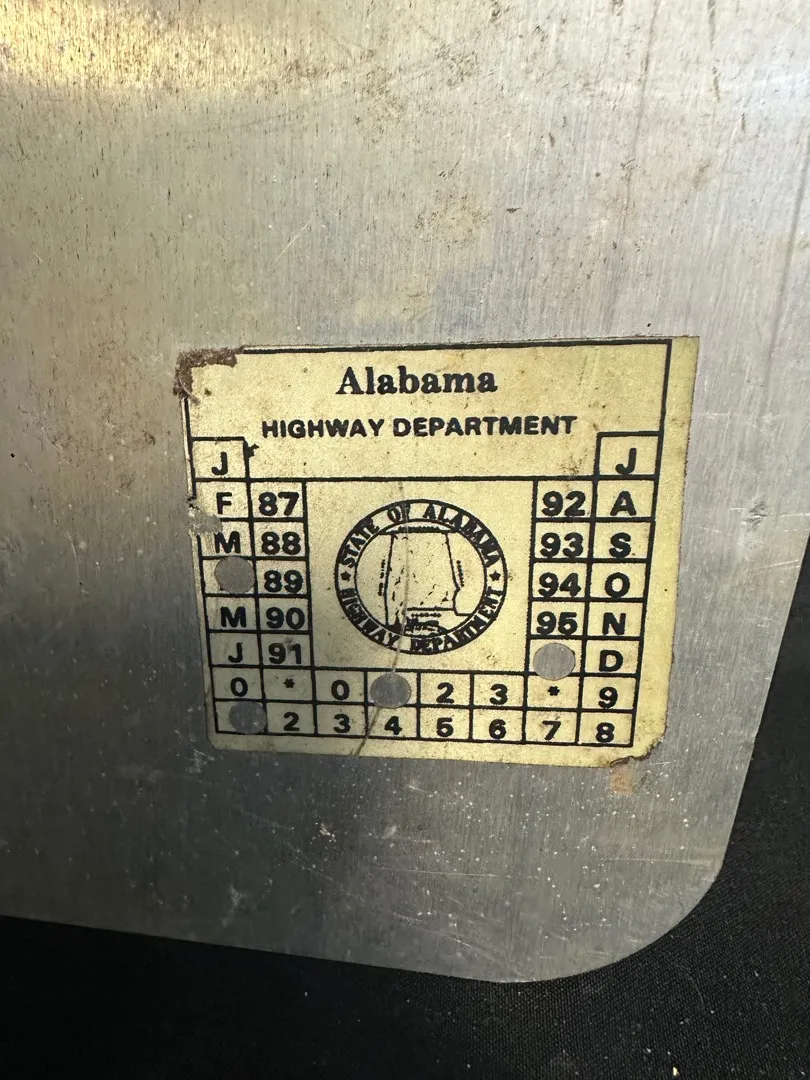 Alabama
HIGHWAY DEPARTMENT
J J
F 87 92 A
M 88 93 S
89 94 O
M 90 95 N
J 91 D
0 * 0 2 3 * 9
2 3 4 5 6 7 8
STATE OF ALABAMA
HIGHWAY DEPARTMENT